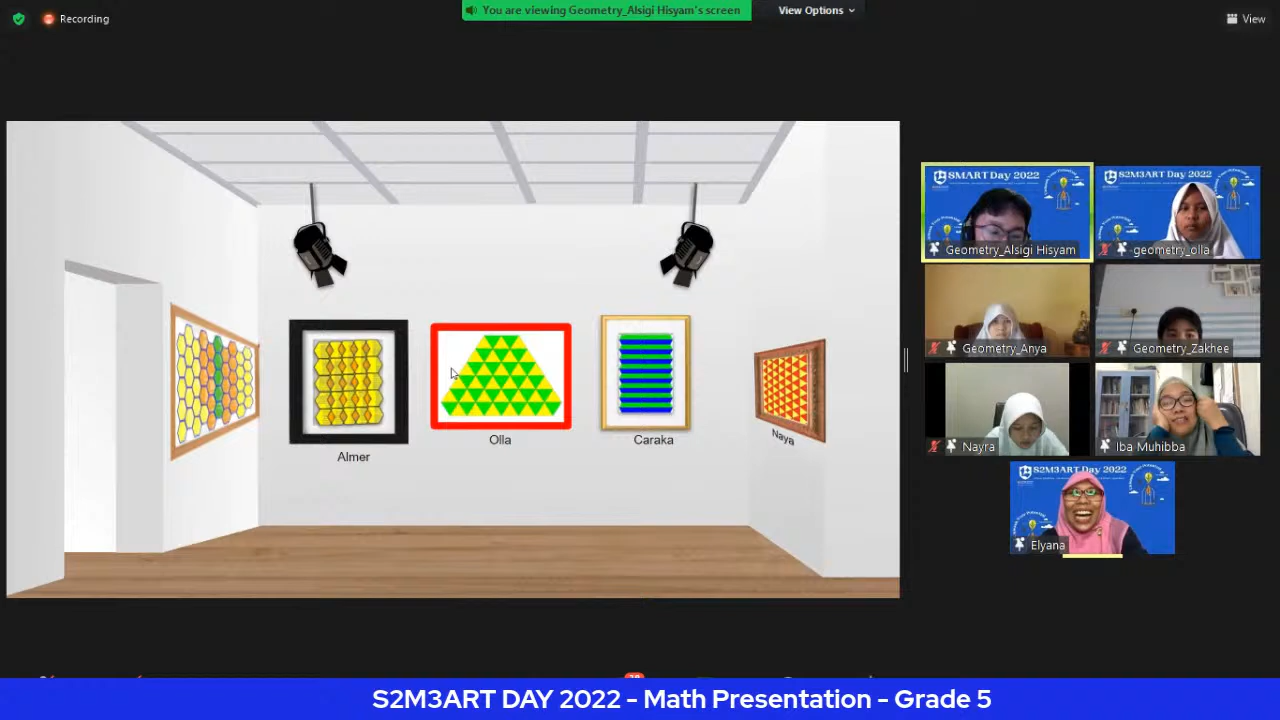 Recording
You are viewing Geometry_Alsigi Hisyam's screen
View Options
View
Almer
Olla
Caraka
Naya
SMART Day 2022
Geometry_Alsigi Hisyam
S2M3ART Day 2022
geometry_olla
Geometry_Anya
Geometry_Zakhee
Nayra
Iba Muhibba
S2M3ART Day 2022
Elyana
S2M3ART DAY 2022 - Math Presentation - Grade 5